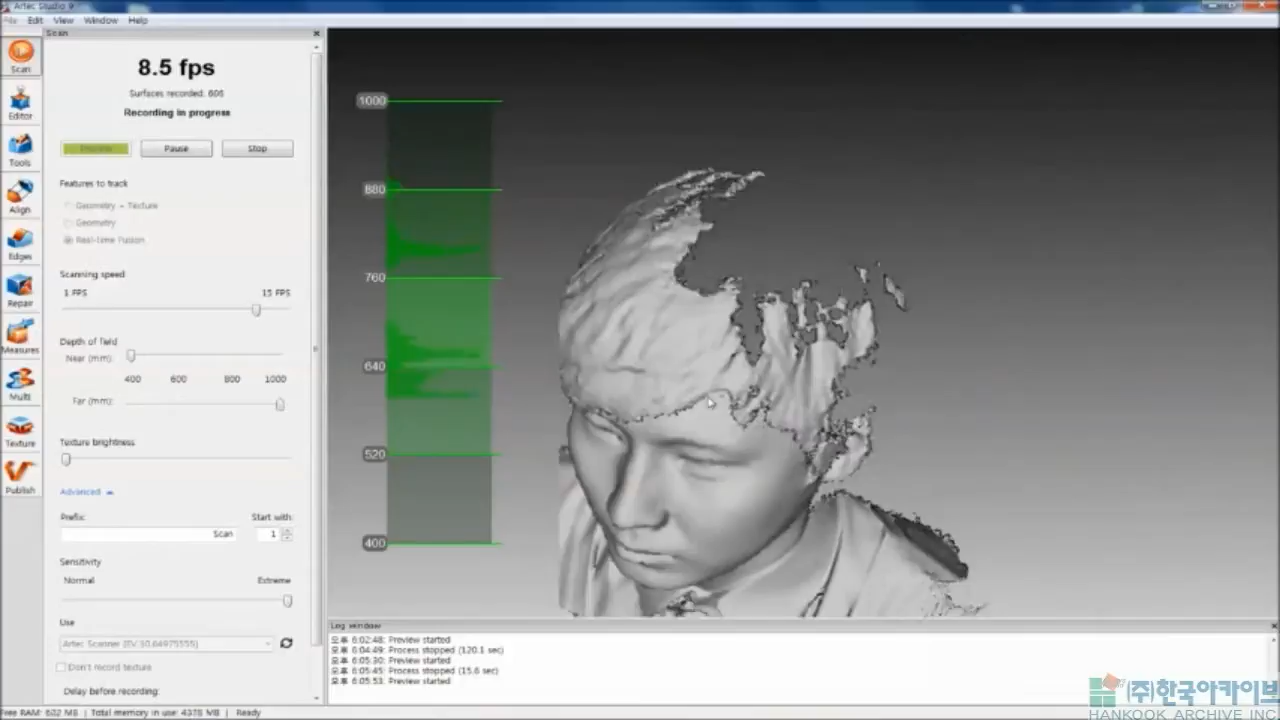 Artec Studio 9
File Edit View Window Help
Scan
Scan
Editor
Tools
Align
Edges
Repair
Measures
Multi
Texture
Publish
8.5 fps
Surfaces recorded: 606
Recording in progress
Pause Stop
Features to track
Geometry + Texture
Geometry
Real-time Fusion
Scanning speed
1 FPS 15 FPS
Depth of field
Near (mm):
400 600 800 1000
Far (mm):
Texture brightness
Advanced
Prefix: Start with:
Scan 1
Sensitivity
Normal Extreme
Use
Don't record texture
Delay before recording:
1000
880
760
640
520
400
Log window
오후 6:02:48: Preview started
오후 6:04:49: Process stopped (120.1 sec)
오후 6:05:30: Preview started
오후 6:05:45: Process stopped (15.6 sec)
오후 6:05:53: Preview started
Free RAM: 602 MB | Total memory in use: 4378 MB | Ready
(주)한국아카이브
HANKOOK ARCHIVE INC